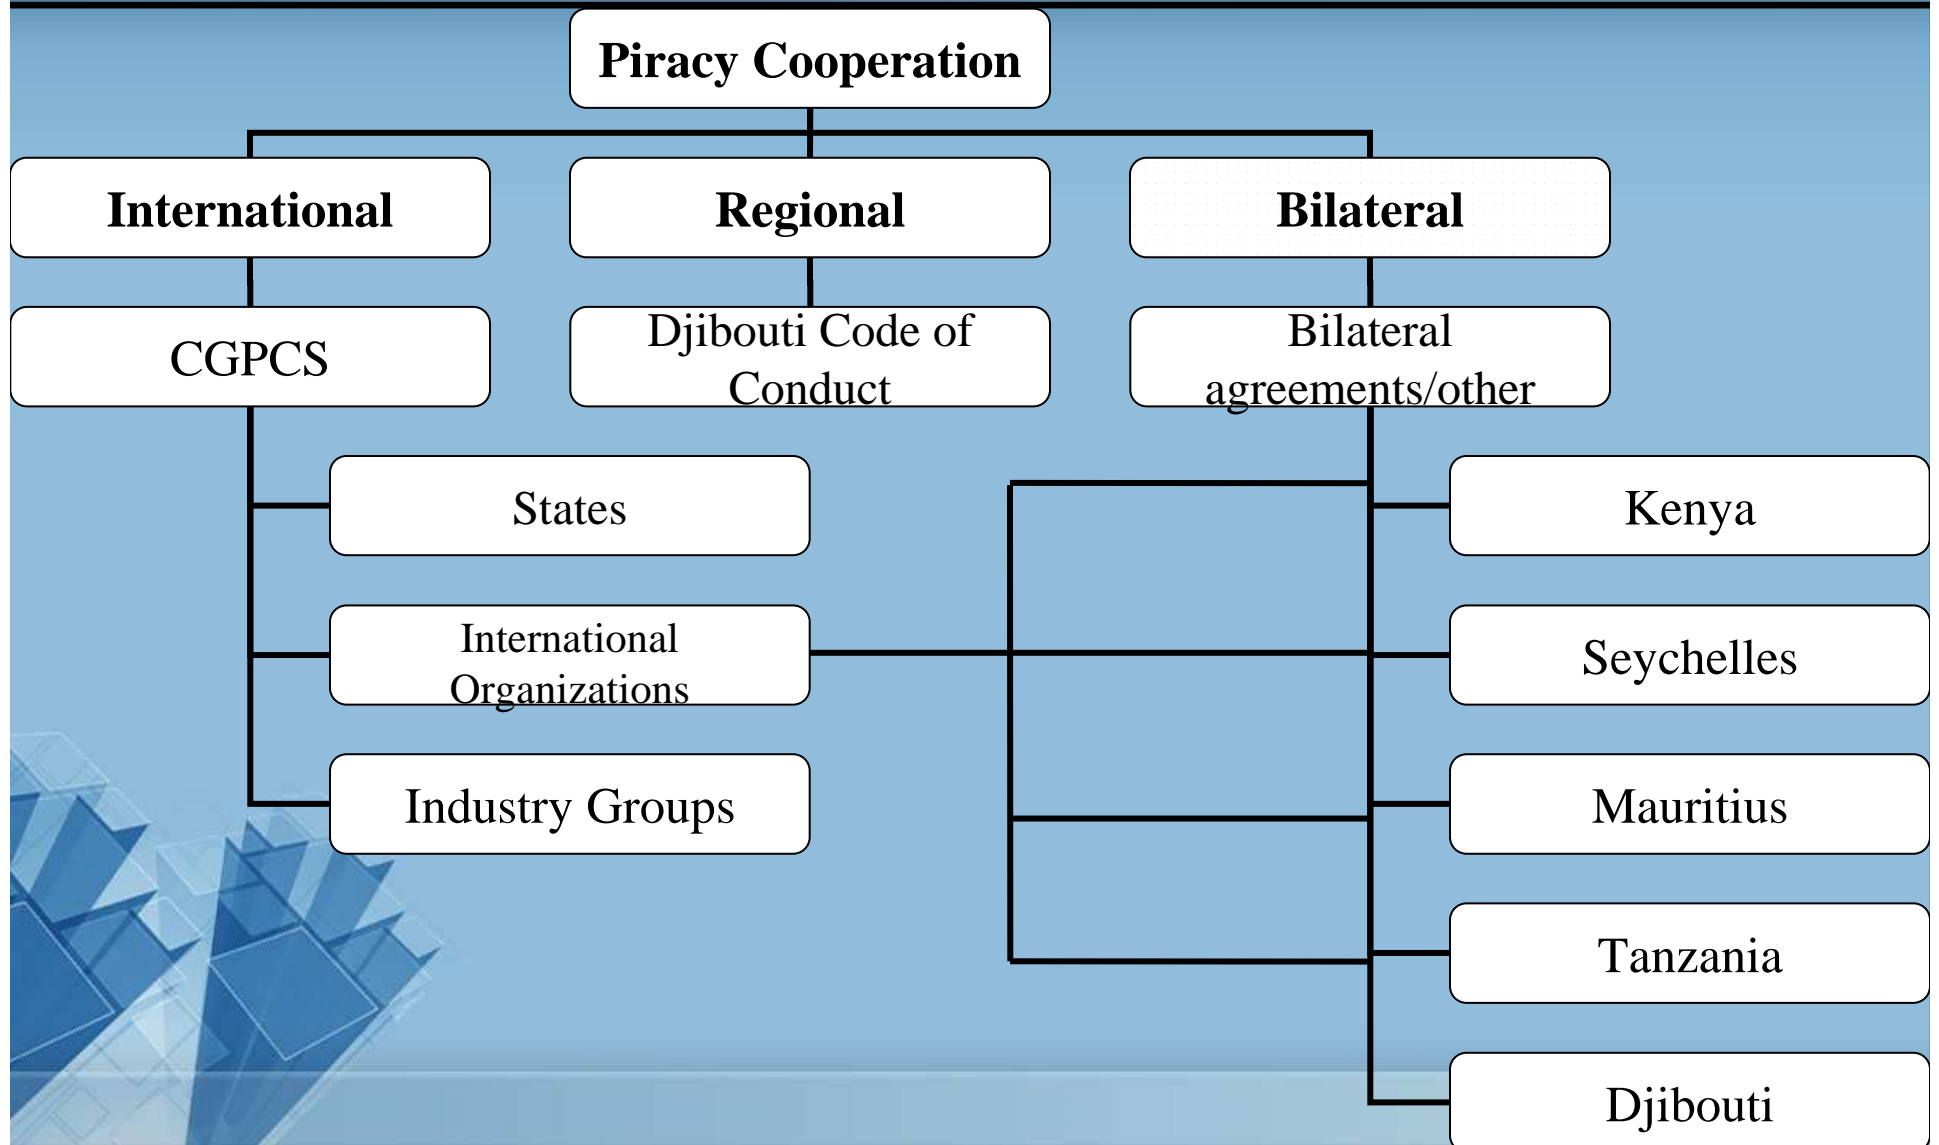 Piracy Cooperation
International
Regional
Bilateral
CGPCS
Djibouti Code of
Conduct
Bilateral
agreements/other
States
Kenya
International
Organizations
Seychelles
Industry Groups
Mauritius
Tanzania
Djibouti